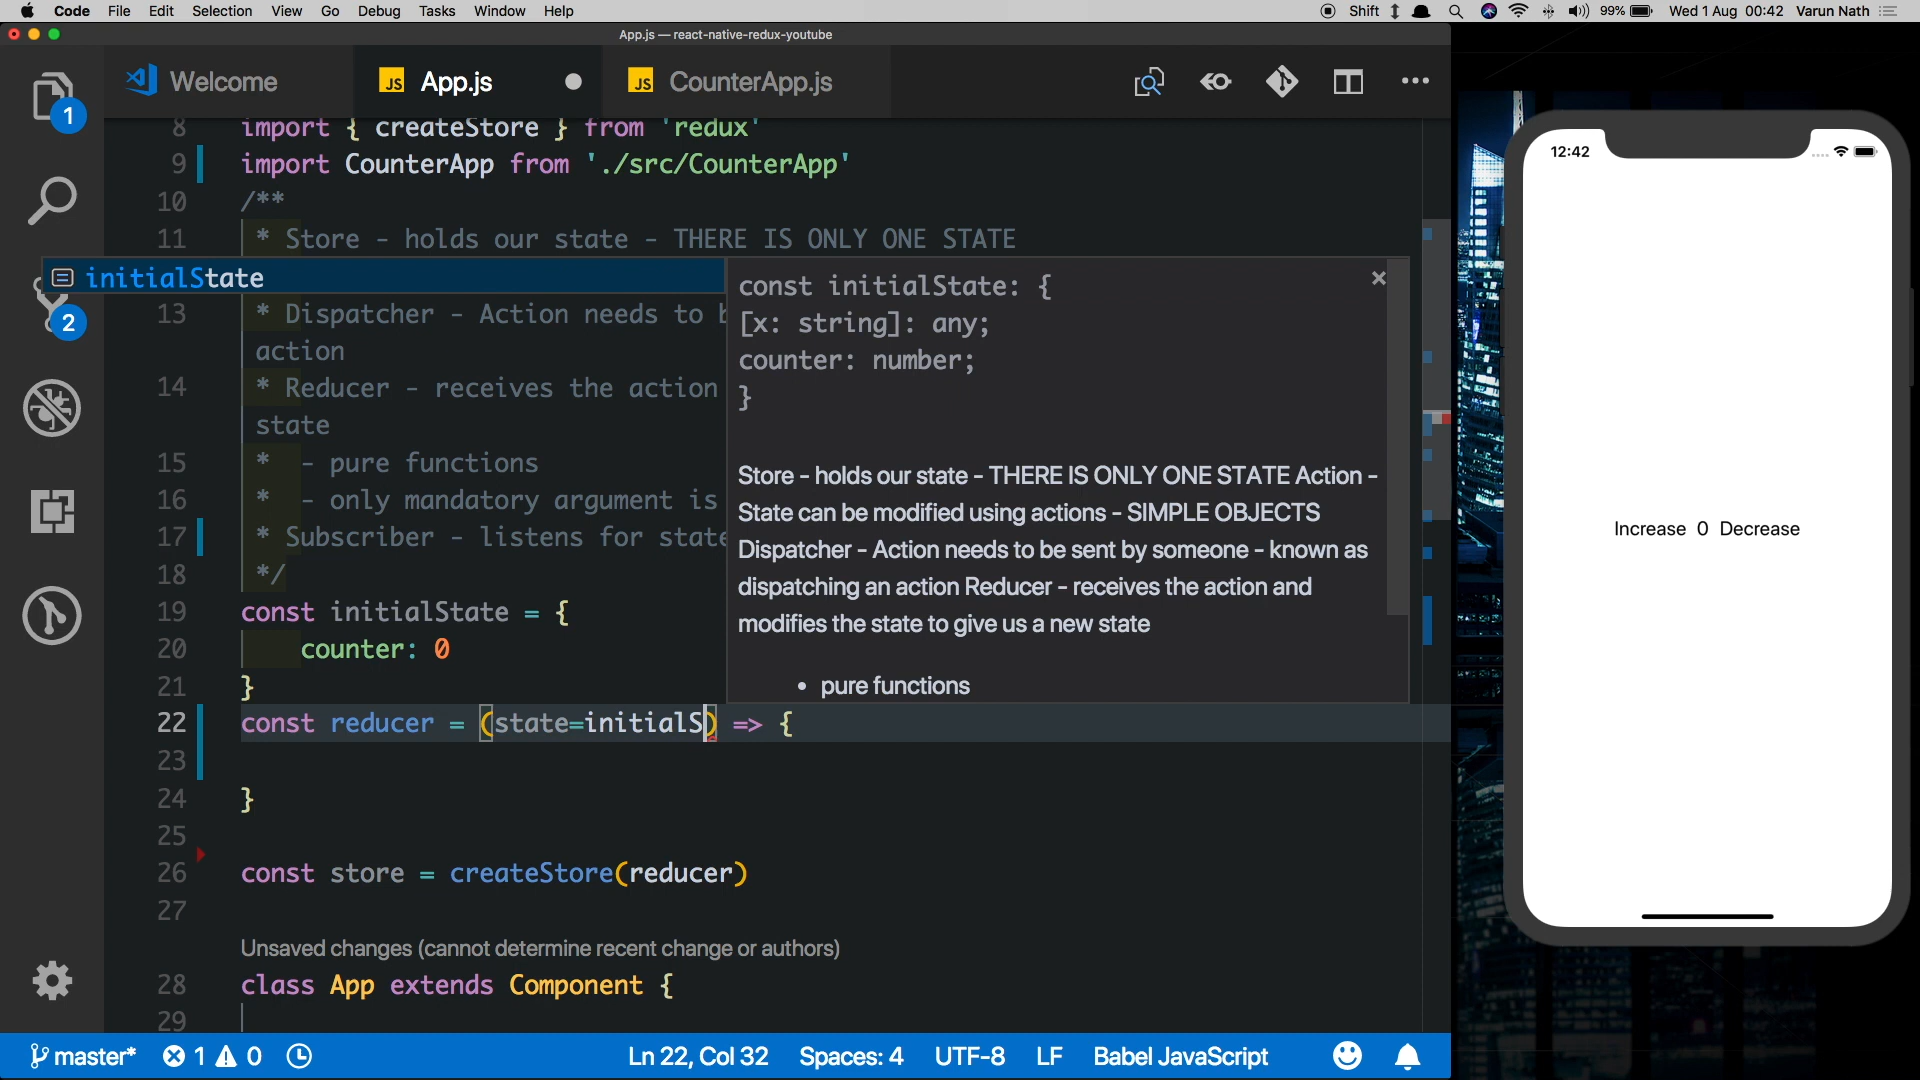 Code File Edit Selection View Go Debug Tasks Window Help
Shift 99% Wed 1 Aug 00:42 Varun Nath
App.js — react-native-redux-youtube
Welcome
JS App.js
JS CounterApp.js
1
2
8 import { createStore } from 'redux'
9 import CounterApp from './src/CounterApp'
10 /**
11 * Store - holds our state - THERE IS ONLY ONE STATE
initialState
13 * Dispatcher - Action needs to
action
14 * Reducer - receives the action
state
15 * - pure functions
16 * - only mandatory argument is
17 * Subscriber - listens for state
18 */
19 const initialState = {
20 counter: 0
21 }
22 const reducer = (state=initialS) => {
23
24 }
25
26 const store = createStore(reducer)
27
Unsaved changes (cannot determine recent change or authors)
28 class App extends Component {
29
const initialState: {
[x: string]: any;
counter: number;
}
Store - holds our state - THERE IS ONLY ONE STATE Action -
State can be modified using actions - SIMPLE OBJECTS
Dispatcher - Action needs to be sent by someone - known as
dispatching an action Reducer - receives the action and
modifies the state to give us a new state
• pure functions
master* 1 0 Ln 22, Col 32 Spaces: 4 UTF-8 LF Babel JavaScript
12:42
Increase 0 Decrease